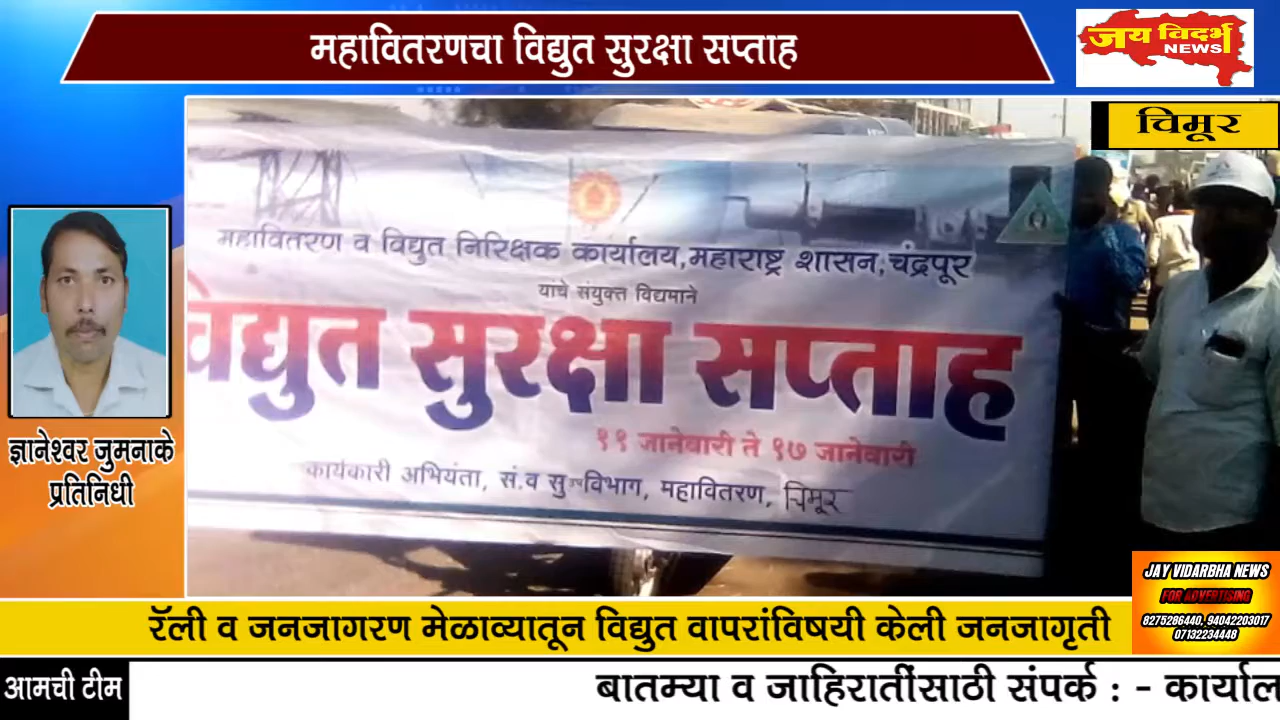 महावितरणचा विद्युत सुरक्षा सप्ताह
जय विदर्भ
NEWS
चिमूर
महावितरण व विद्युत निरिक्षक कार्यालय,महाराष्ट्र शासन,चंद्रपूर
यांचे संयुक्त विद्यमाने
विद्युत सुरक्षा सप्ताह
११ जानेवारी ते १७ जानेवारी
कार्यकारी अभियंता, सं.व सु विभाग, महावितरण, चिमूर
ज्ञानेश्वर जुमनाके
प्रतिनिधी
JAY VIDARBHA NEWS
FOR ADVERTISING
8275286440, 94042203017
07132234448
रॅली व जनजागरण मेळाव्यातून विद्युत वापरांविषयी केली जनजागृती
आमची टीम
बातम्या व जाहिरातींसाठी संपर्क : - कार्याल